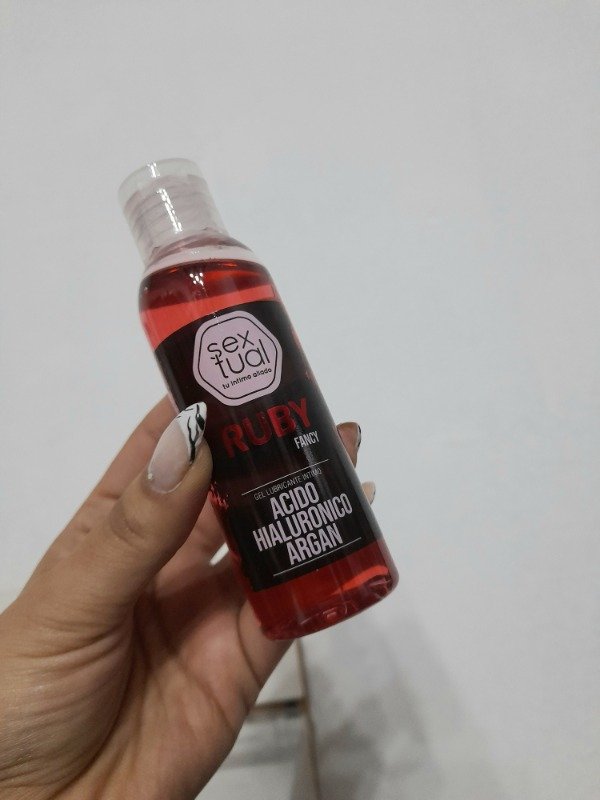 sex
tual
tu íntimo aliado
RUBY
FANCY
GEL LUBRICANTE INTIMO
ACIDO
HIALURONICO
ARGAN